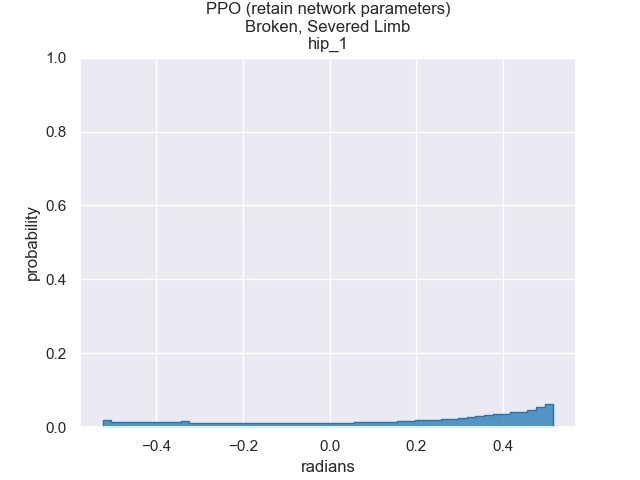 PPO (retain network parameters)
Broken, Severed Limb
hip_1
1.0
0.8
0.6
0.4
0.2
0.0
probability
−0.4
−0.2
0.0
0.2
0.4
radians